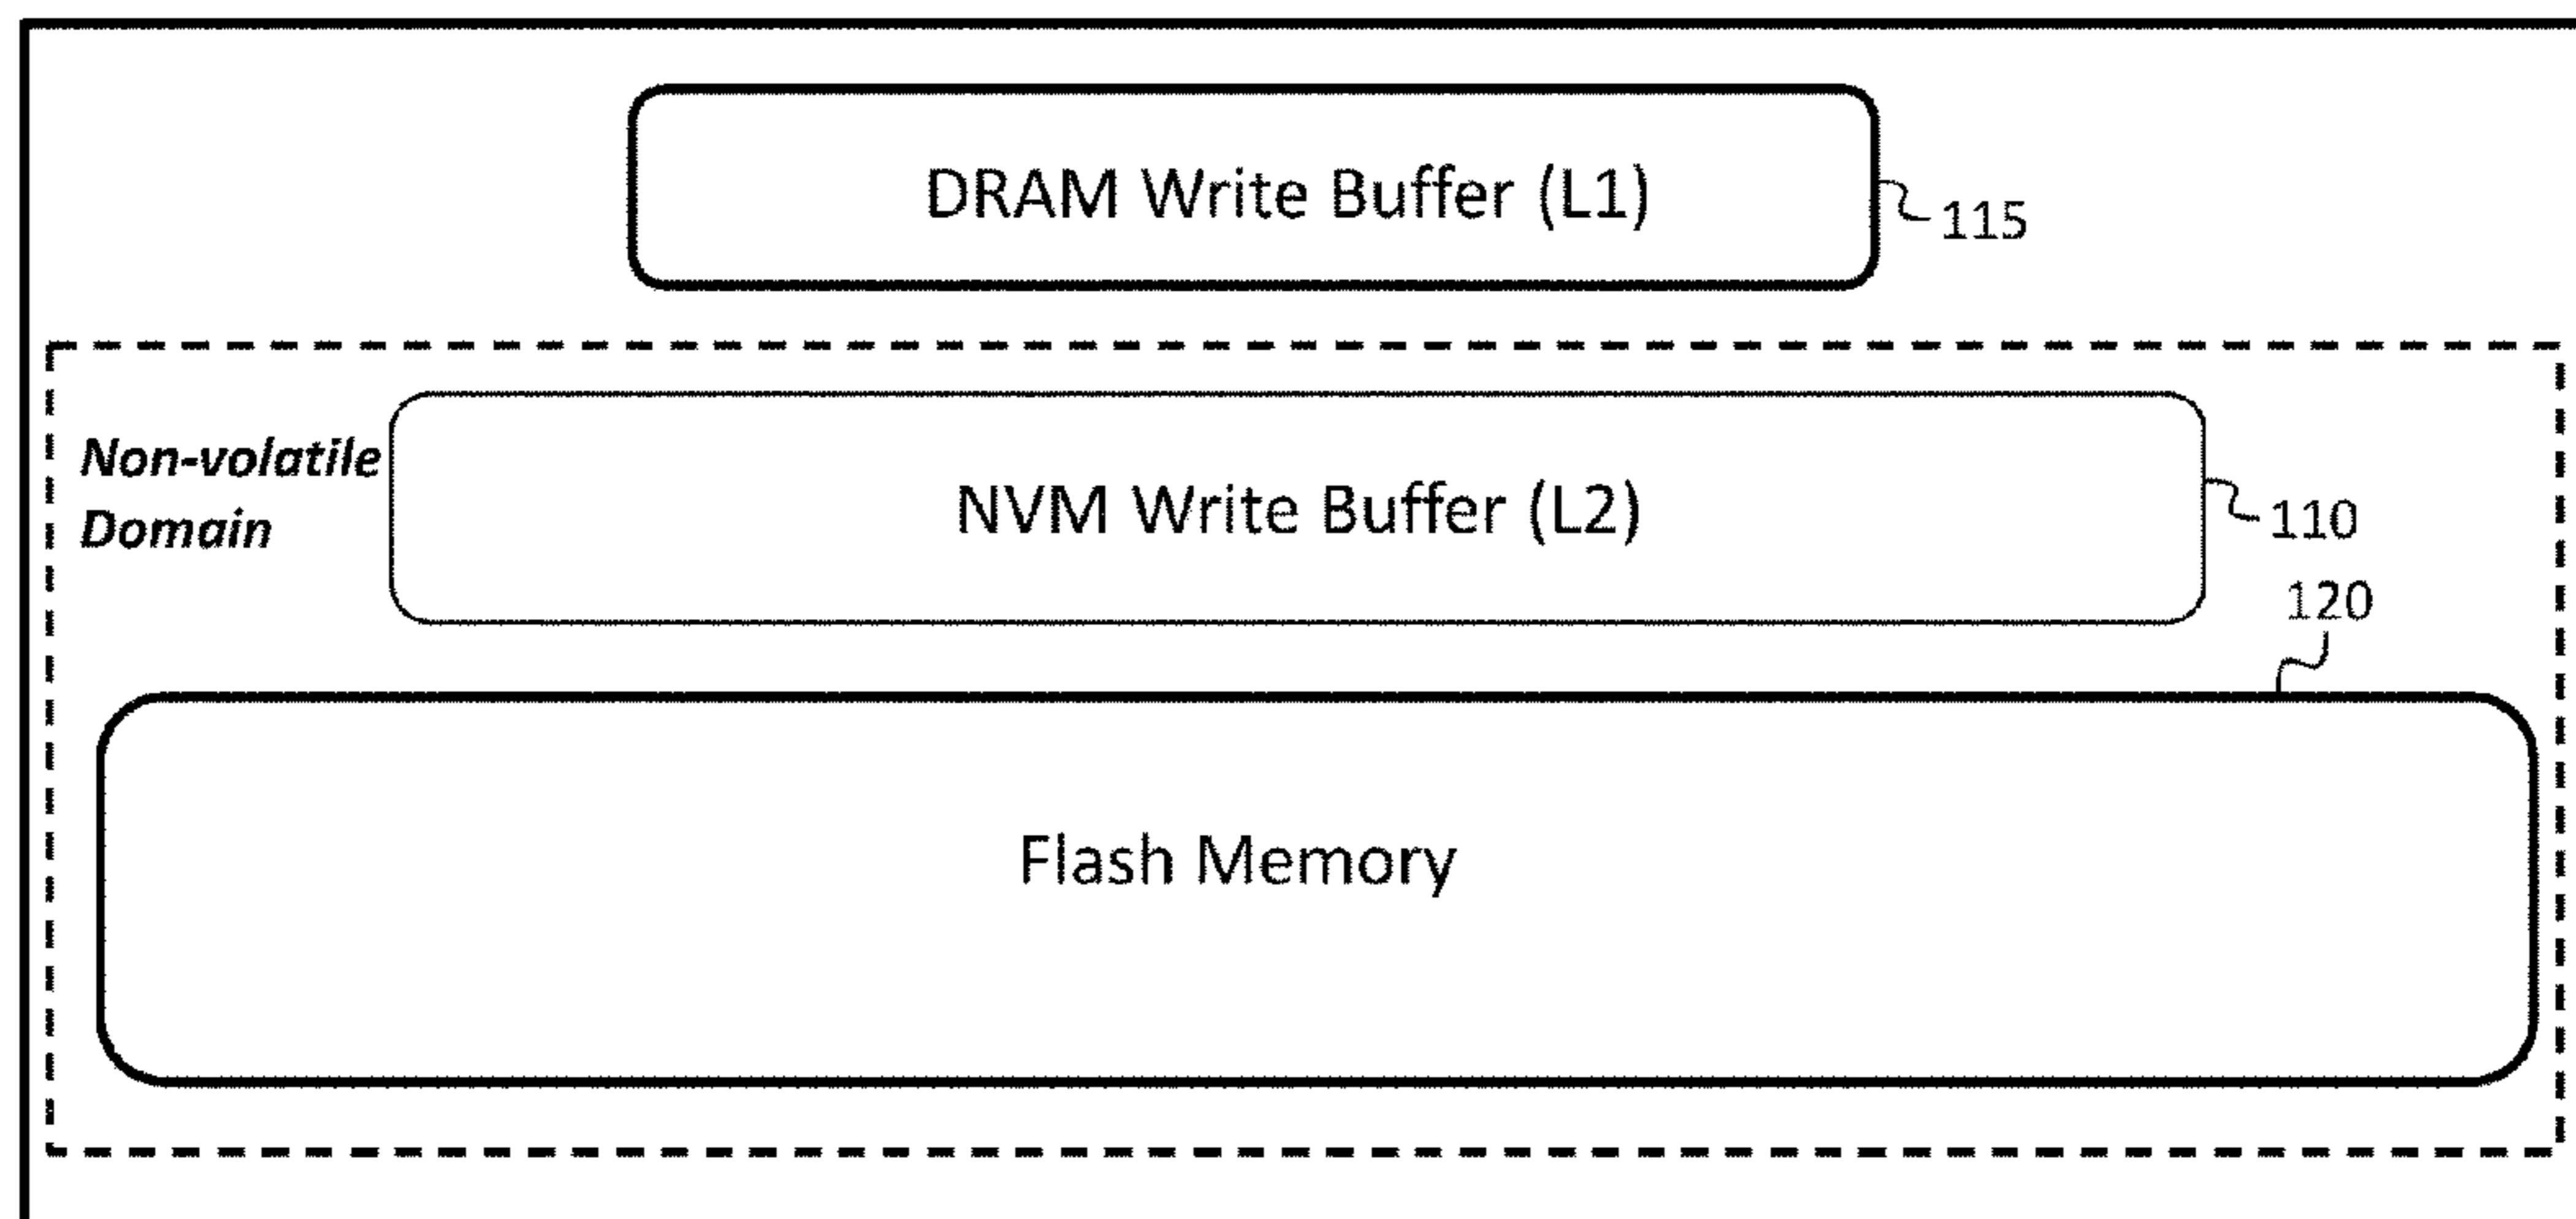 DRAM Write Buffer (L1)
115
Non-volatile
Domain
NVM Write Buffer (L2)
110
120
Flash Memory